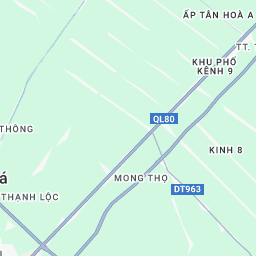 ẤP TÂN HOÀ A
TT. T
KHU PHỐ
KÊNH 9
QL80
THÔNG
KINH 8
á
MONG THỌ
THẠNH LỘC
DT963